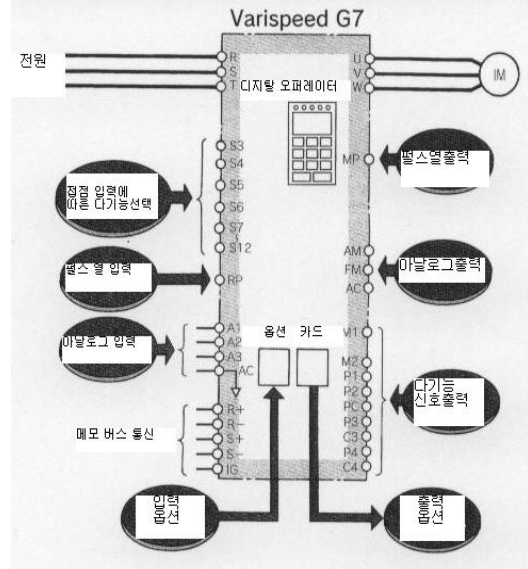 Varispeed G7
전원
R
S
T
U
V
W
IM
디지탈 오퍼레이터
S3
S4
S5
S6
S7
S12
접점 입력에
따른 다기능선택
MP
펄스열출력
펄스 열 입력
RP
AM
FM
AC
아날로그출력
아날로그 입력
A1
A2
A3
AC
옵션 카드
M1
M2
P1
P2
PC
P3
C3
P4
C4
다기능
신호출력
메모 버스 통신
R+
R−
S+
S−
IG
입력
옵션
출력
옵션